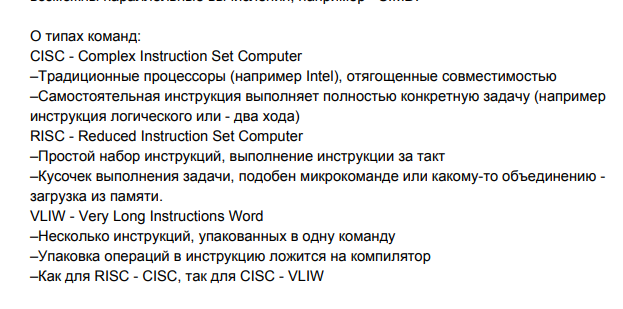 О типах команд:
CISC - Complex Instruction Set Computer
–Традиционные процессоры (например Intel), отягощенные совместимостью
–Самостоятельная инструкция выполняет полностью конкретную задачу (например
инструкция логического или - два хода)
RISC - Reduced Instruction Set Computer
–Простой набор инструкций, выполнение инструкции за такт
–Кусочек выполнения задачи, подобен микрокоманде или какому-то объединению -
загрузка из памяти.
VLIW - Very Long Instructions Word
–Несколько инструкций, упакованных в одну команду
–Упаковка операций в инструкцию ложится на компилятор
–Как для RISC - CISC, так для CISC - VLIW